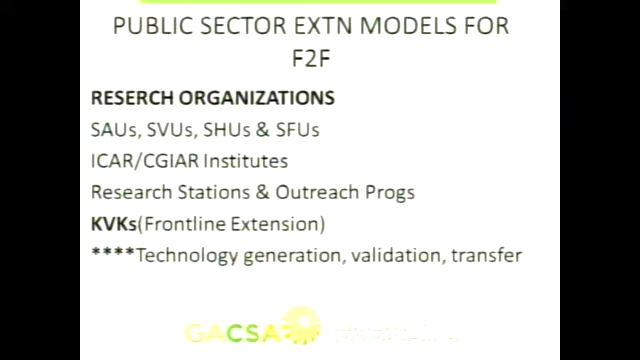 PUBLIC SECTOR EXTN MODELS FOR
F2F
RESERCH ORGANIZATIONS
SAUs, SVUs, SHUs & SFUs
ICAR/CGIAR Institutes
Research Stations & Outreach Progs
KVKs(Frontline Extension)
****Technology generation, validation, transfer
GACSA